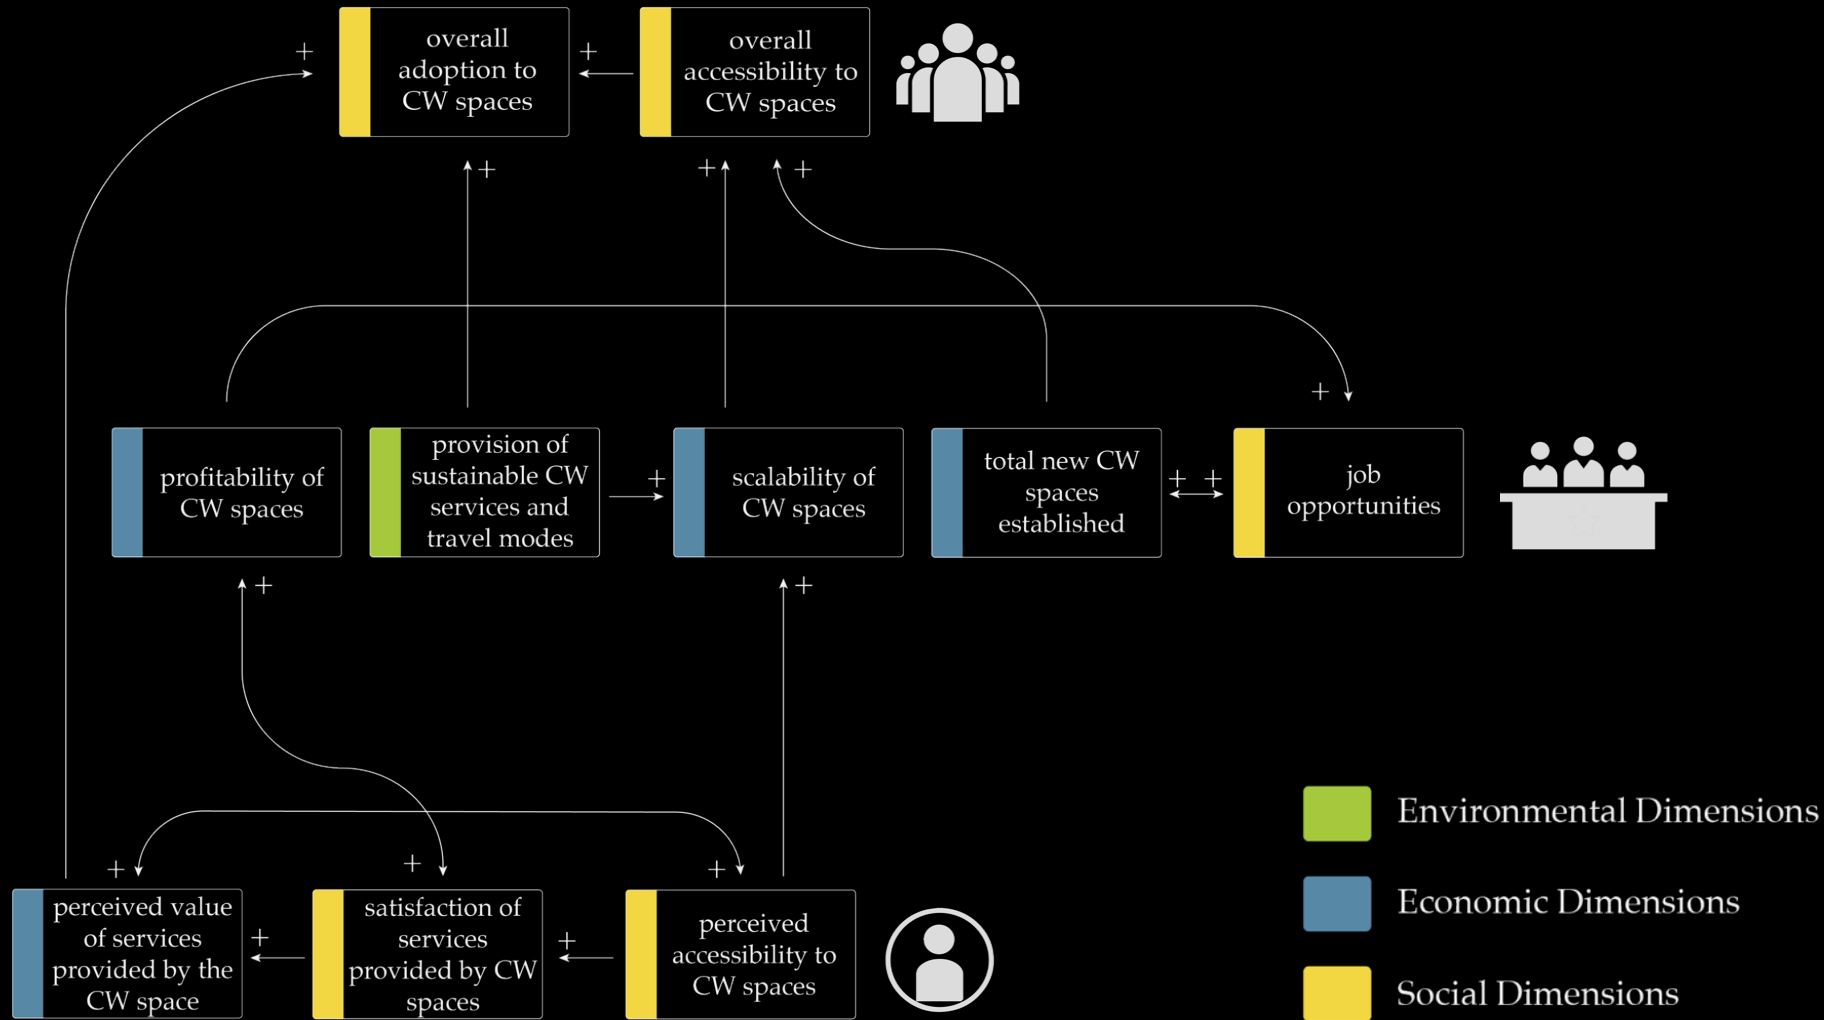 +
overall
adoption to
CW spaces
+
overall
accessibility to
CW spaces
+
+
+
+
profitability of
CW spaces
provision of
sustainable CW
services and
travel modes
+
scalability of
CW spaces
total new CW
spaces
established
+ +
job
opportunities
+
+
+
+
+
perceived value
of services
provided by the
CW space
+
satisfaction of
services
provided by CW
spaces
+
perceived
accessibility to
CW spaces
Environmental Dimensions
Economic Dimensions
Social Dimensions